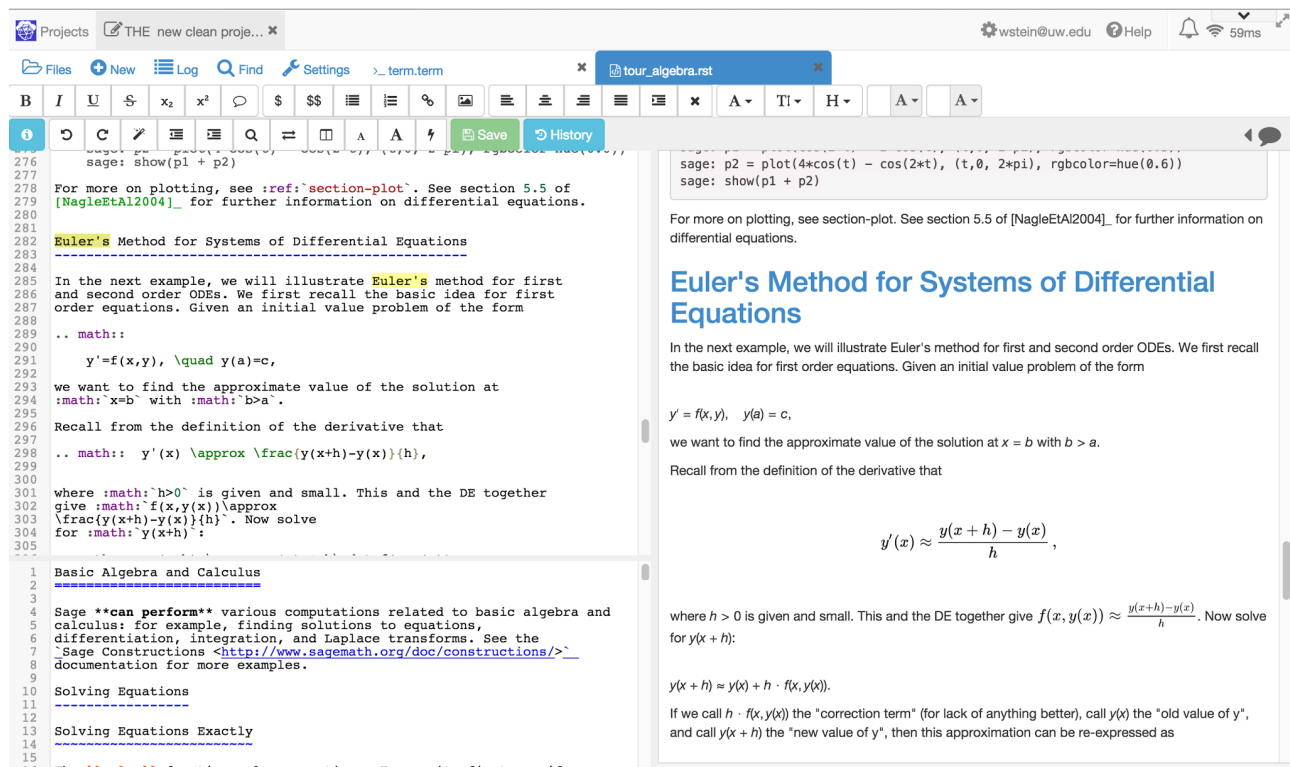 Projects THE new clean proje... ✖ wstein@uw.edu Help 59ms
Files New Log Find Settings >_ term.term ✖ tour_algebra.rst ✖
B I U S x₂ x² $ $$ A T! H A A
A A Save History
276 sage: show(p1 + p2)
277
278 For more on plotting, see :ref:`section-plot`. See section 5.5 of
279 [NagleEtAl2004]_ for further information on differential equations.
280
281
282 Euler's Method for Systems of Differential Equations
283 ----------------------------------------------------
284
285 In the next example, we will illustrate Euler's method for first
286 and second order ODEs. We first recall the basic idea for first
287 order equations. Given an initial value problem of the form
288
289 .. math::
290
291 y'=f(x,y), \quad y(a)=c,
292
293 we want to find the approximate value of the solution at
294 :math:`x=b` with :math:`b>a`.
295
296 Recall from the definition of the derivative that
297
298 .. math:: y'(x) \approx \frac{y(x+h)-y(x)}{h},
299
300
301 where :math:`h>0` is given and small. This and the DE together
302 give :math:`f(x,y(x))\approx
303 \frac{y(x+h)-y(x)}{h}`. Now solve
304 for :math:`y(x+h)`:
305
1 Basic Algebra and Calculus
2 ==========================
3
4 Sage **can perform** various computations related to basic algebra and
5 calculus: for example, finding solutions to equations,
6 differentiation, integration, and Laplace transforms. See the
7 `Sage Constructions <http://www.sagemath.org/doc/constructions/>`_
8 documentation for more examples.
9
10 Solving Equations
11 -----------------
12
13 Solving Equations Exactly
14 ~~~~~~~~~~~~~~~~~~~~~~~~~
15
sage: p2 = plot(4*cos(t) - cos(2*t), (t,0, 2*pi), rgbcolor=hue(0.6))
sage: show(p1 + p2)
For more on plotting, see section-plot. See section 5.5 of [NagleEtAl2004]_ for further information on
differential equations.
Euler's Method for Systems of Differential
Equations
In the next example, we will illustrate Euler's method for first and second order ODEs. We first recall
the basic idea for first order equations. Given an initial value problem of the form
y′ = f(x, y), y(a) = c,
we want to find the approximate value of the solution at x = b with b > a.
Recall from the definition of the derivative that
y′(x) ≈ (y(x + h) − y(x))/h ,
where h > 0 is given and small. This and the DE together give f(x, y(x)) ≈ (y(x+h)−y(x))/h. Now solve
for y(x + h):
y(x + h) ≈ y(x) + h · f(x, y(x)).
If we call h · f(x, y(x)) the "correction term" (for lack of anything better), call y(x) the "old value of y",
and call y(x + h) the "new value of y", then this approximation can be re-expressed as